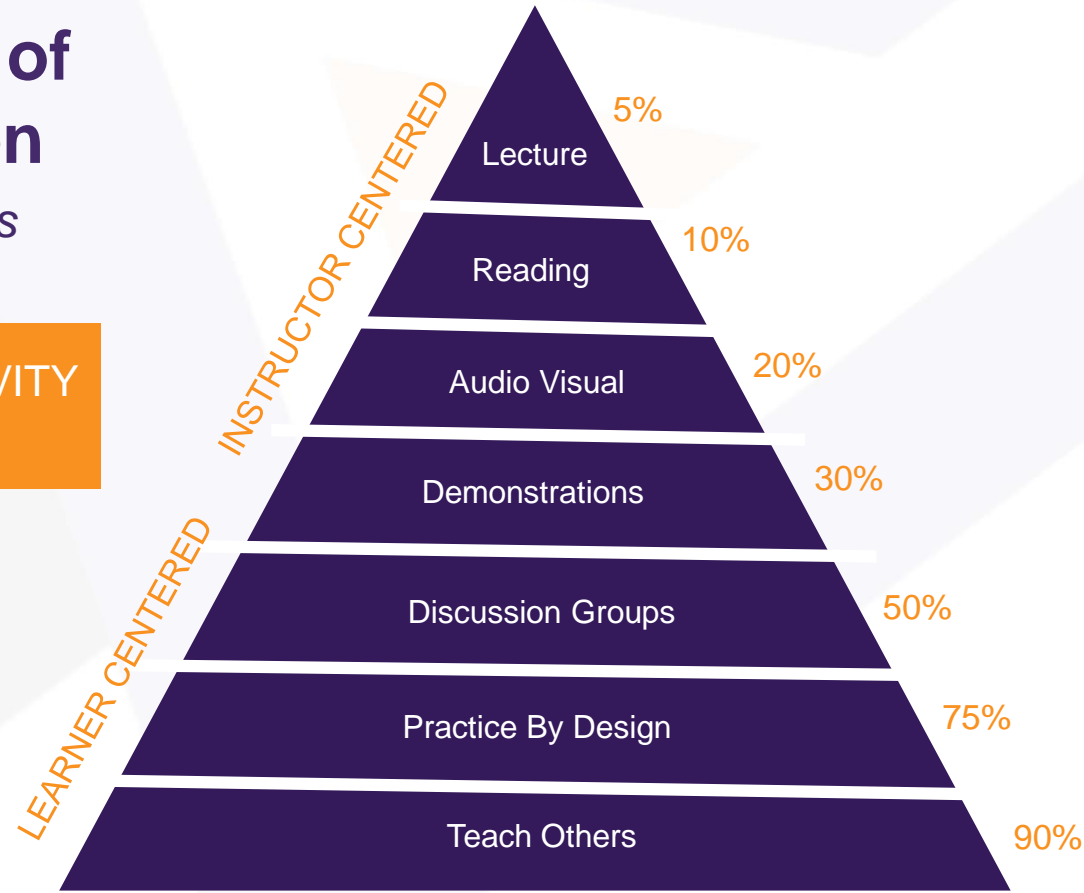 of
n
s
VITY
INSTRUCTOR CENTERED
LEARNER CENTERED
Lecture
5%
Reading
10%
Audio Visual
20%
Demonstrations
30%
Discussion Groups
50%
Practice By Design
75%
Teach Others
90%